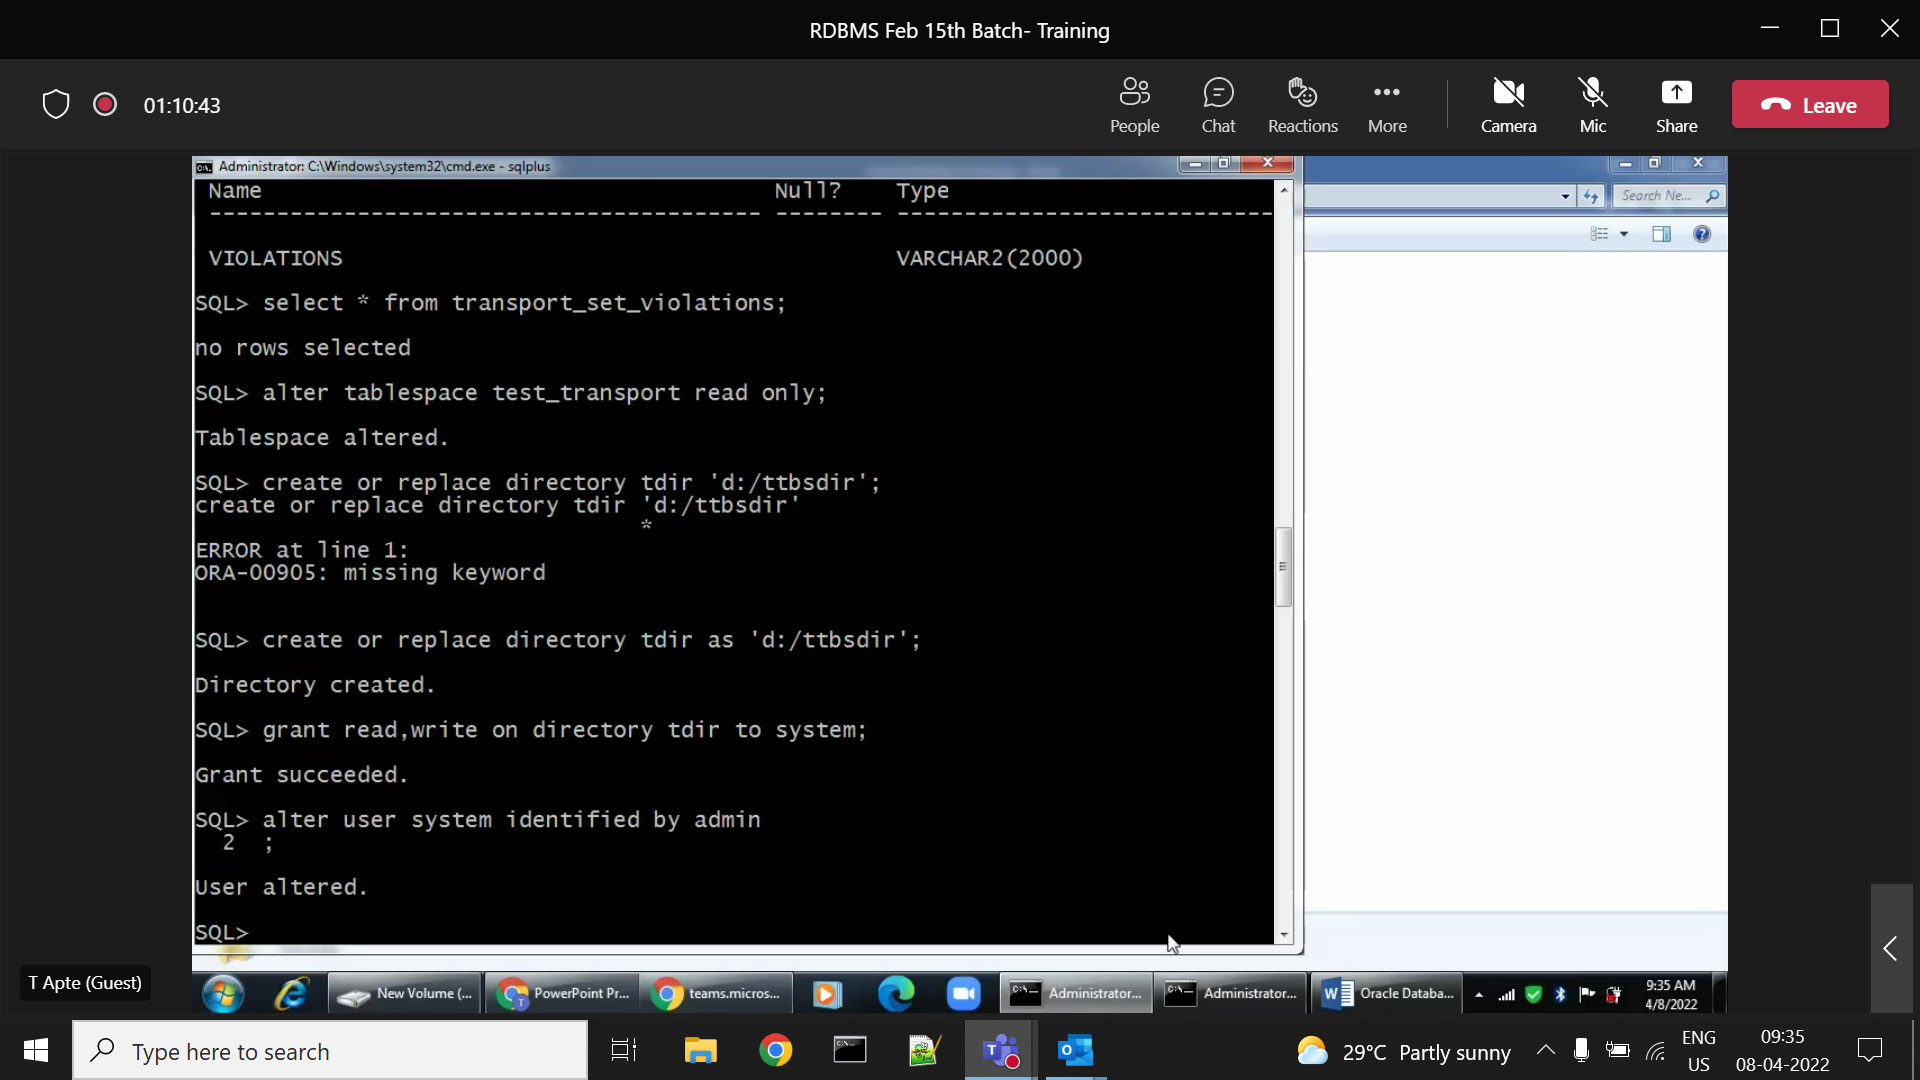 RDBMS Feb 15th Batch- Training
01:10:43
People
Chat
Reactions
More
Camera
Mic
Share
Leave
Administrator: C:\Windows\system32\cmd.exe - sqlplus
Search Ne...
Name Null? Type
----------------------------------------- -------- ----------------------------
VIOLATIONS VARCHAR2(2000)
SQL> select * from transport_set_violations;
no rows selected
SQL> alter tablespace test_transport read only;
Tablespace altered.
SQL> create or replace directory tdir 'd:/ttbsdir';
create or replace directory tdir 'd:/ttbsdir'
*
ERROR at line 1:
ORA-00905: missing keyword
SQL> create or replace directory tdir as 'd:/ttbsdir';
Directory created.
SQL> grant read,write on directory tdir to system;
Grant succeeded.
SQL> alter user system identified by admin
2 ;
User altered.
SQL>
T Apte (Guest)
New Volume (...
PowerPoint Pr...
teams.micros...
Administrator...
Administrator...
Oracle Databa...
9:35 AM
4/8/2022
Type here to search
29°C Partly sunny
ENG
US
09:35
08-04-2022